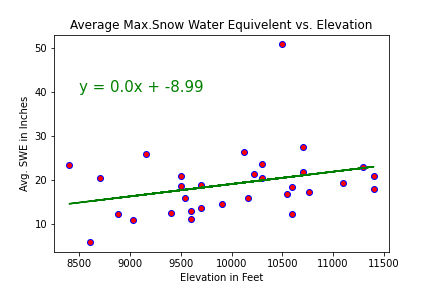 Average Max.Snow Water Equivelent vs. Elevation
50
40
30
20
10
Avg. SWE in Inches
y = 0.0x + -8.99
8500 9000 9500 10000 10500 11000 11500
Elevation in Feet